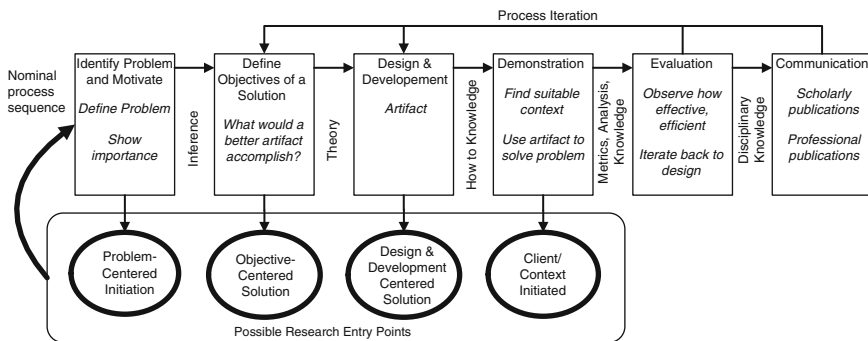 Process Iteration
Nominal
process
sequence
Identify Problem
and Motivate
Define Problem
Show
importance
Inference
Define
Objectives of a
Solution
What would a
better artifact
accomplish?
Theory
Design &
Developement
Artifact
How to Knowledge
Demonstration
Find suitable
context
Use artifact to
solve problem
Metrics, Analysis,
Knowledge
Evaluation
Observe how
effective,
efficient
Iterate back to
design
Disciplinary
Knowledge
Communication
Scholarly
publications
Professional
publications
Problem-
Centered
Initiation
Objective-
Centered
Solution
Design &
Development
Centered
Solution
Client/
Context
Initiated
Possible Research Entry Points